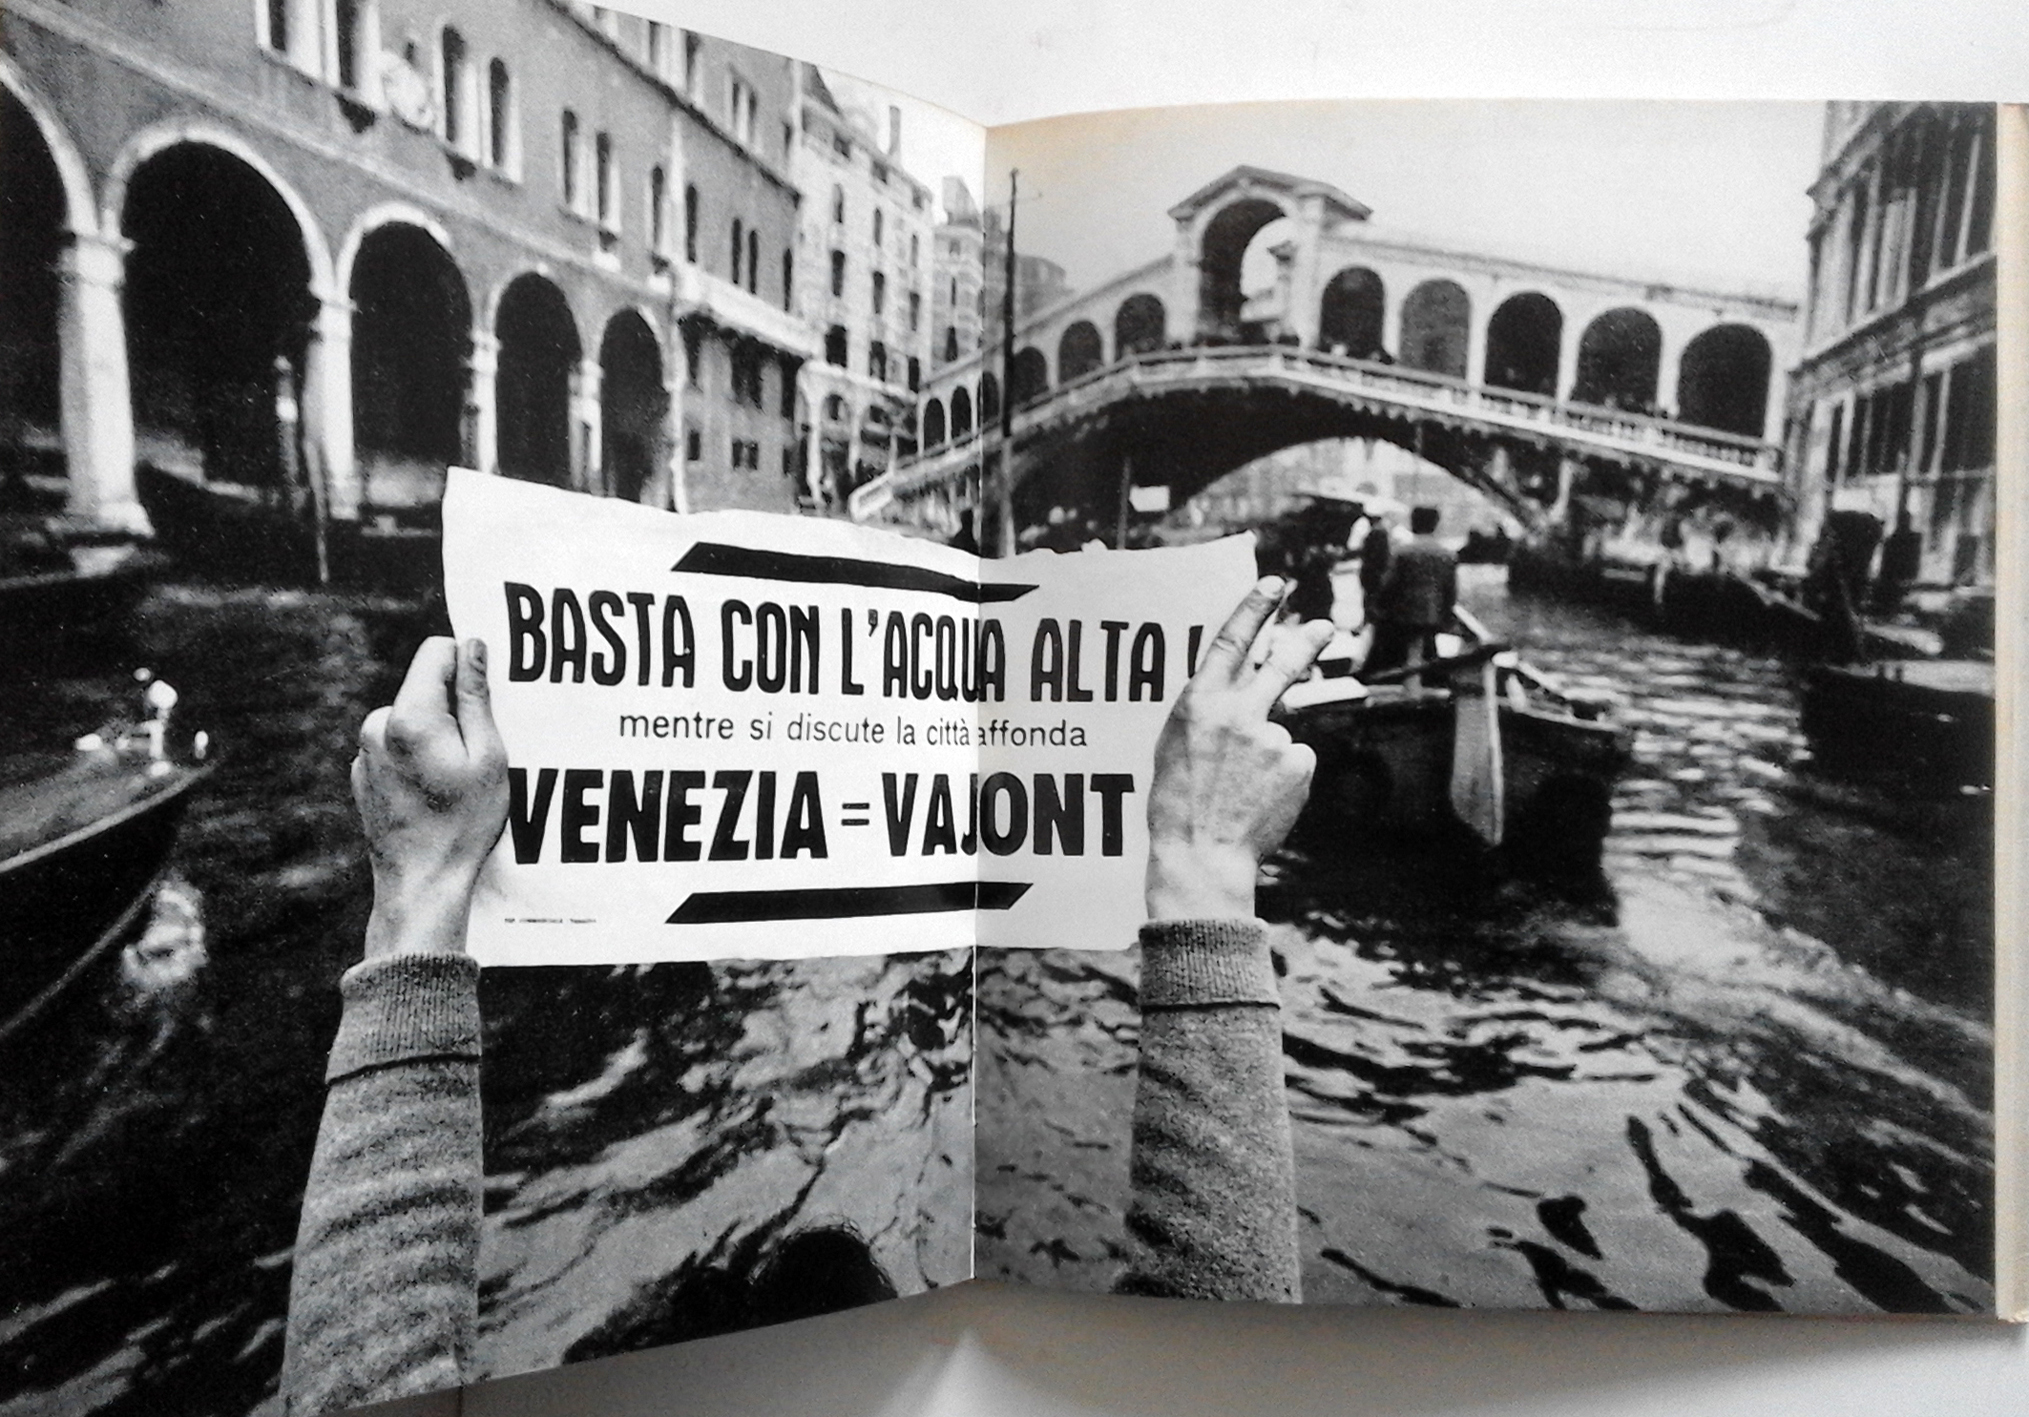 BASTA CON L'ACQUA ALTA !
mentre si discute la città affonda
VENEZIA = VAJONT